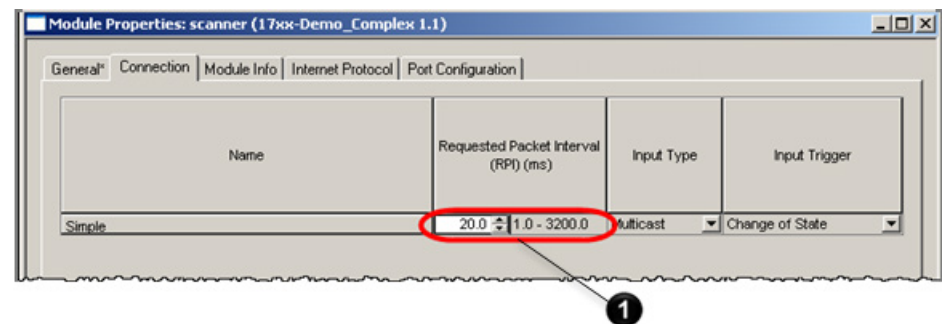 Module Properties: scanner (17xx-Demo_Complex 1.1)
General* Connection Module Info Internet Protocol Port Configuration
Name
Requested Packet Interval
(RPI) (ms)
Input Type
Input Trigger
Simple 20.0 1.0 - 3200.0 Multicast Change of State
1